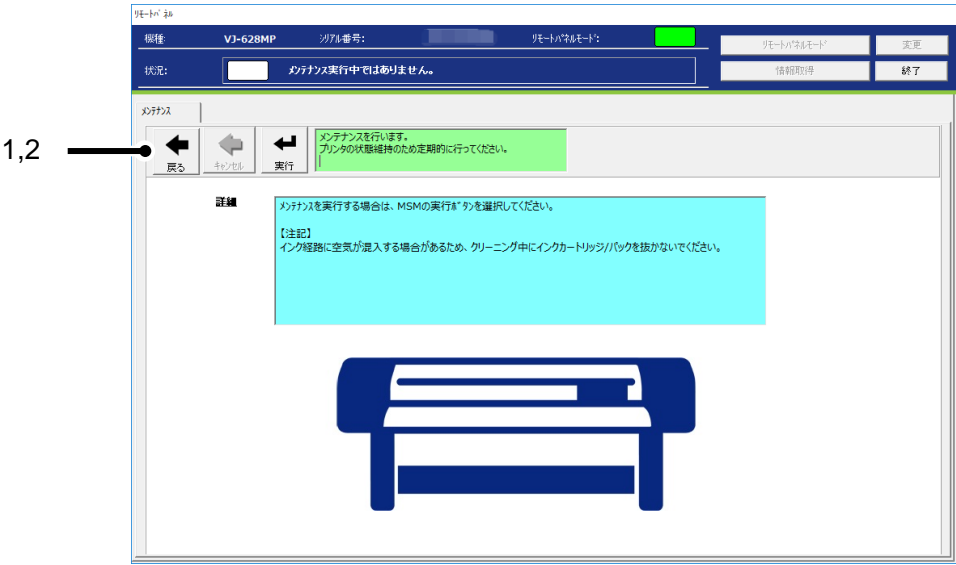 ﾘﾓｰﾄﾊﾟﾈﾙ
機種: VJ-628MP ｼﾘｱﾙ番号: ﾘﾓｰﾄﾊﾟﾈﾙﾓｰﾄﾞ: ﾘﾓｰﾄﾊﾟﾈﾙﾓｰﾄﾞ 変更
状況: ﾒﾝﾃﾅﾝｽ実行中ではありません。 情報取得 終了
ﾒﾝﾃﾅﾝｽ
1,2
戻る ｷｬﾝｾﾙ 実行
メンテナンスを行います。
プリンタの状態維持のため定期的に行ってください。
詳細
ﾒﾝﾃﾅﾝｽを実行する場合は、MSMの実行ﾎﾞﾀﾝを選択してください。
【注記】
インク経路に空気が混入する場合があるため、クリーニング中にインクカートリッジ/パックを抜かないでください。